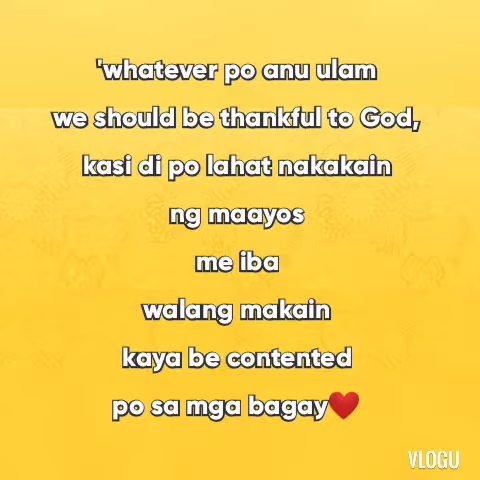 'whatever po anu ulam
we should be thankful to God,
kasi di po lahat nakakain
ng maayos
me iba
walang makain
kaya be contented
po sa mga bagay❤️
VLOGU